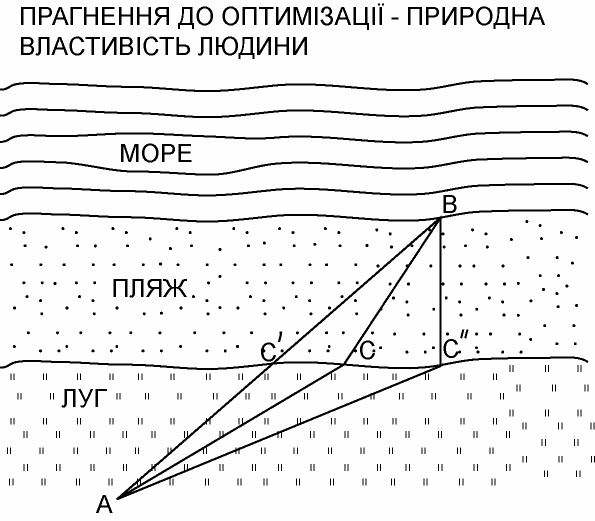 ПРАГНЕННЯ ДО ОПТИМІЗАЦІЇ - ПРИРОДНА
ВЛАСТИВІСТЬ ЛЮДИНИ
МОРЕ
B
ПЛЯЖ
C′ C C″
ЛУГ
A